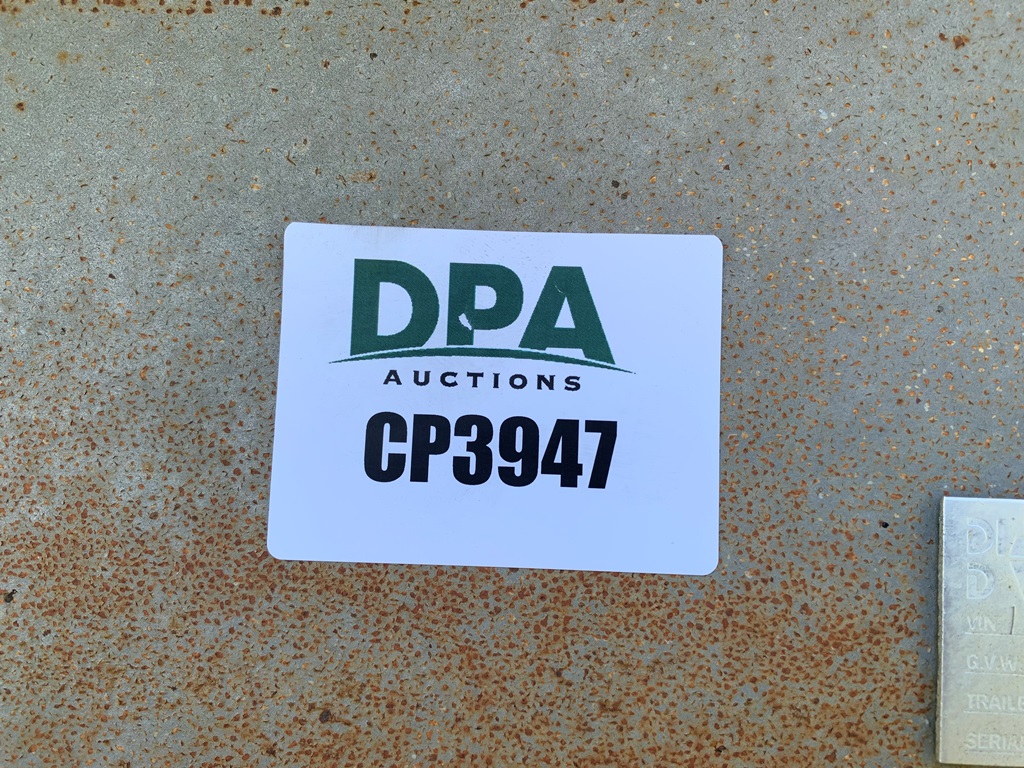 DPA
AUCTIONS
CP3947
VIN
G.V.W.